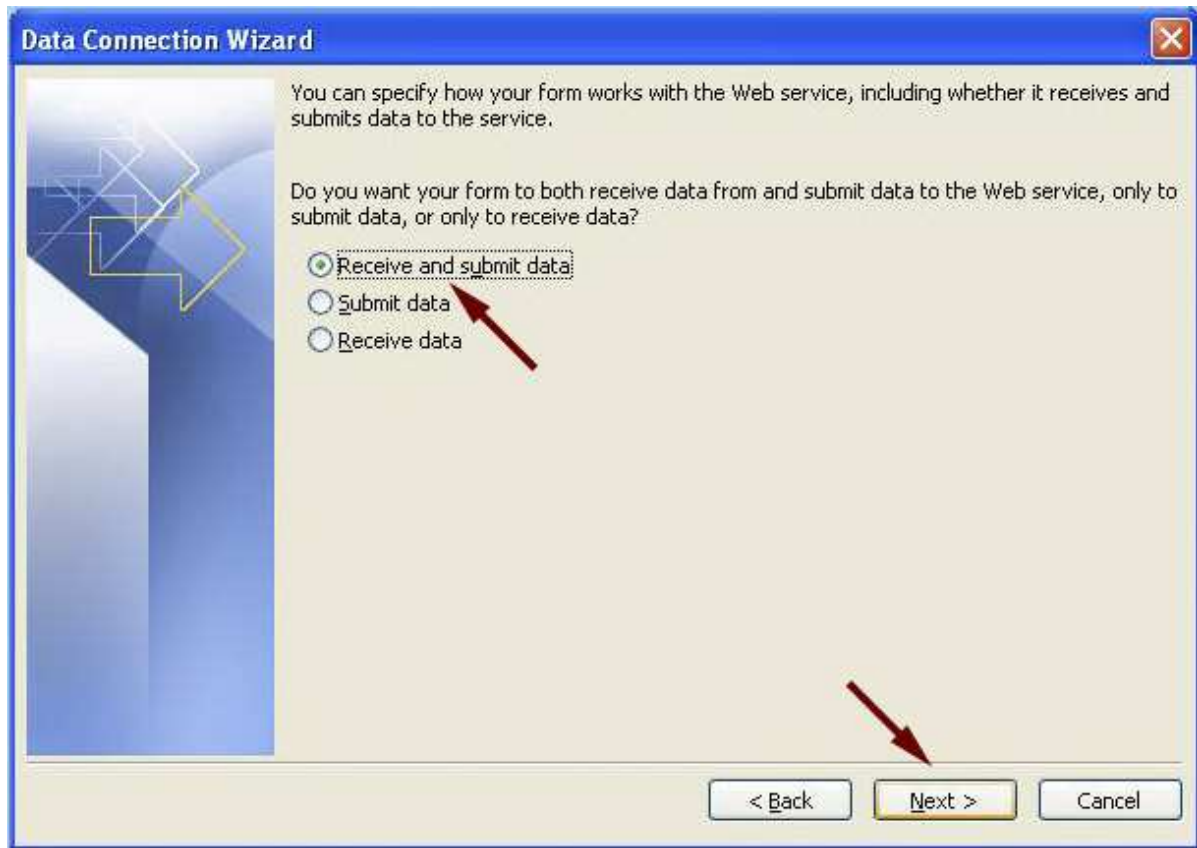 Data Connection Wizard
You can specify how your form works with the Web service, including whether it receives and
submits data to the service.
Do you want your form to both receive data from and submit data to the Web service, only to
submit data, or only to receive data?
Receive and submit data
Submit data
Receive data
< Back Next > Cancel